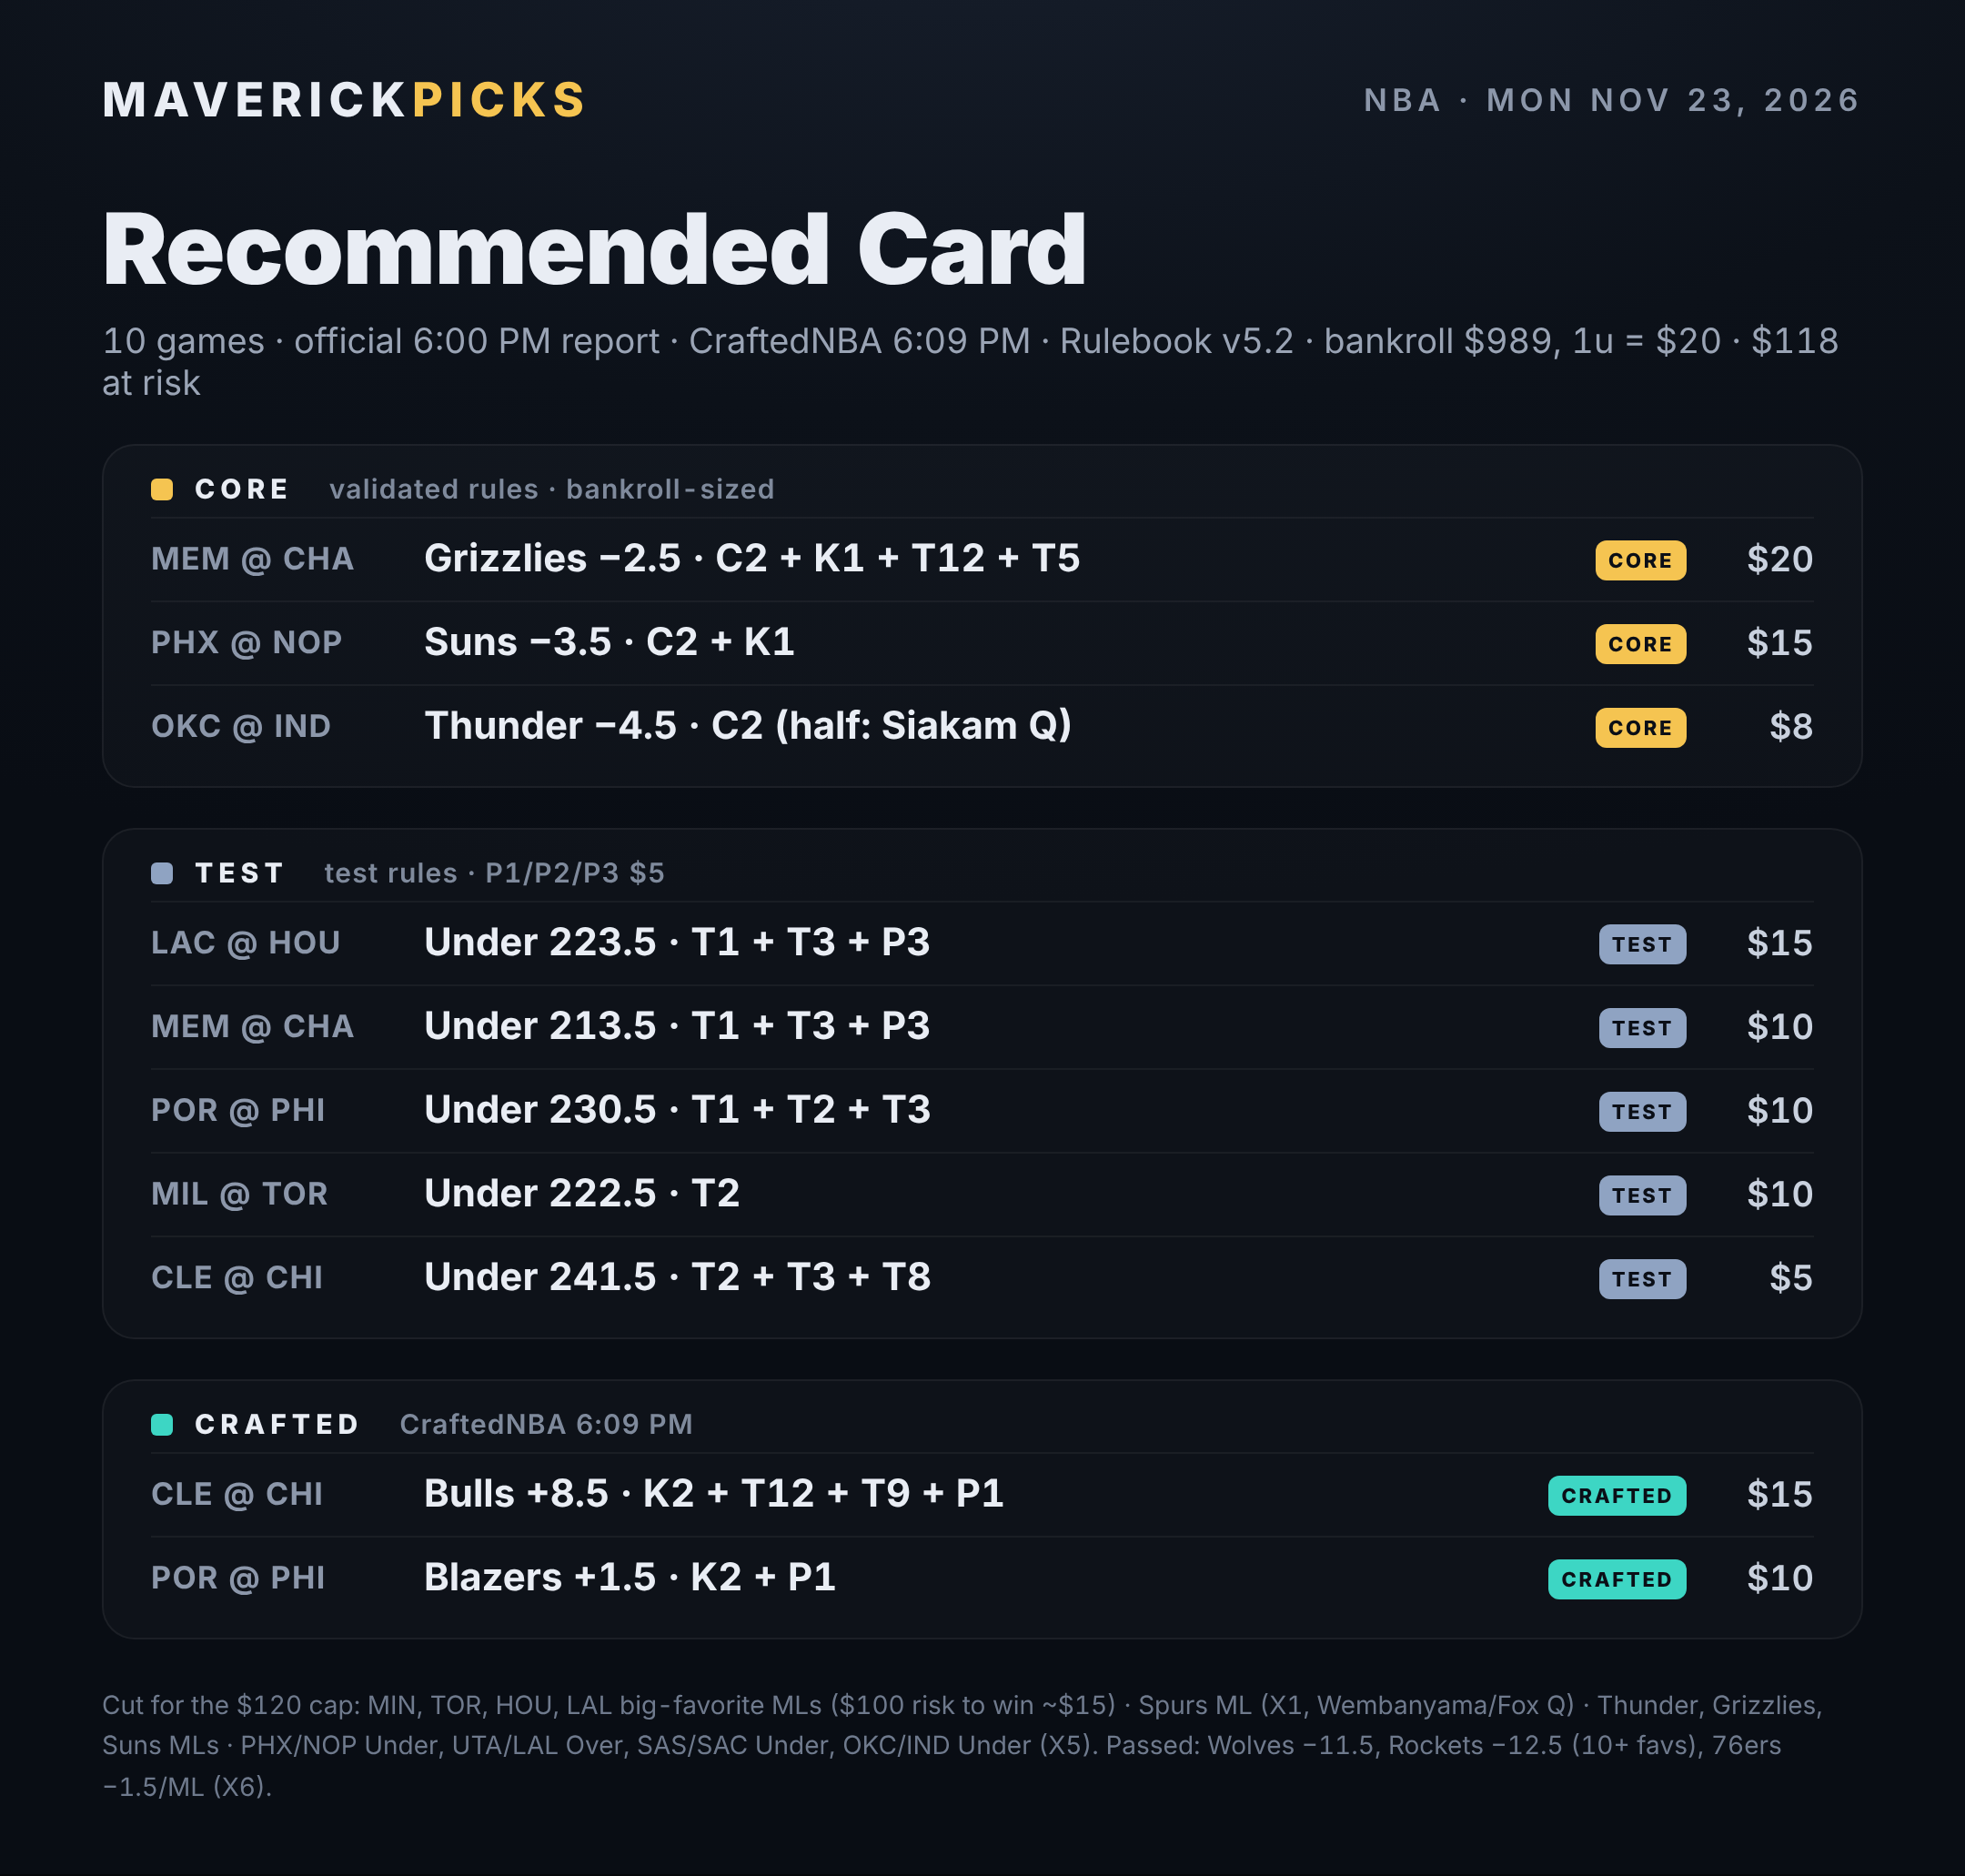 MAVERICKPICKS
NBA · MON NOV 23, 2026
Recommended Card
10 games · official 6:00 PM report · CraftedNBA 6:09 PM · Rulebook v5.2 · bankroll $989, 1u = $20 · $118
at risk
CORE validated rules · bankroll-sized
MEM @ CHA Grizzlies −2.5 · C2 + K1 + T12 + T5 CORE $20
PHX @ NOP Suns −3.5 · C2 + K1 CORE $15
OKC @ IND Thunder −4.5 · C2 (half: Siakam Q) CORE $8
TEST test rules · P1/P2/P3 $5
LAC @ HOU Under 223.5 · T1 + T3 + P3 TEST $15
MEM @ CHA Under 213.5 · T1 + T3 + P3 TEST $10
POR @ PHI Under 230.5 · T1 + T2 + T3 TEST $10
MIL @ TOR Under 222.5 · T2 TEST $10
CLE @ CHI Under 241.5 · T2 + T3 + T8 TEST $5
CRAFTED CraftedNBA 6:09 PM
CLE @ CHI Bulls +8.5 · K2 + T12 + T9 + P1 CRAFTED $15
POR @ PHI Blazers +1.5 · K2 + P1 CRAFTED $10
Cut for the $120 cap: MIN, TOR, HOU, LAL big-favorite MLs ($100 risk to win ~$15) · Spurs ML (X1, Wembanyama/Fox Q) · Thunder, Grizzlies,
Suns MLs · PHX/NOP Under, UTA/LAL Over, SAS/SAC Under, OKC/IND Under (X5). Passed: Wolves −11.5, Rockets −12.5 (10+ favs), 76ers
−1.5/ML (X6).